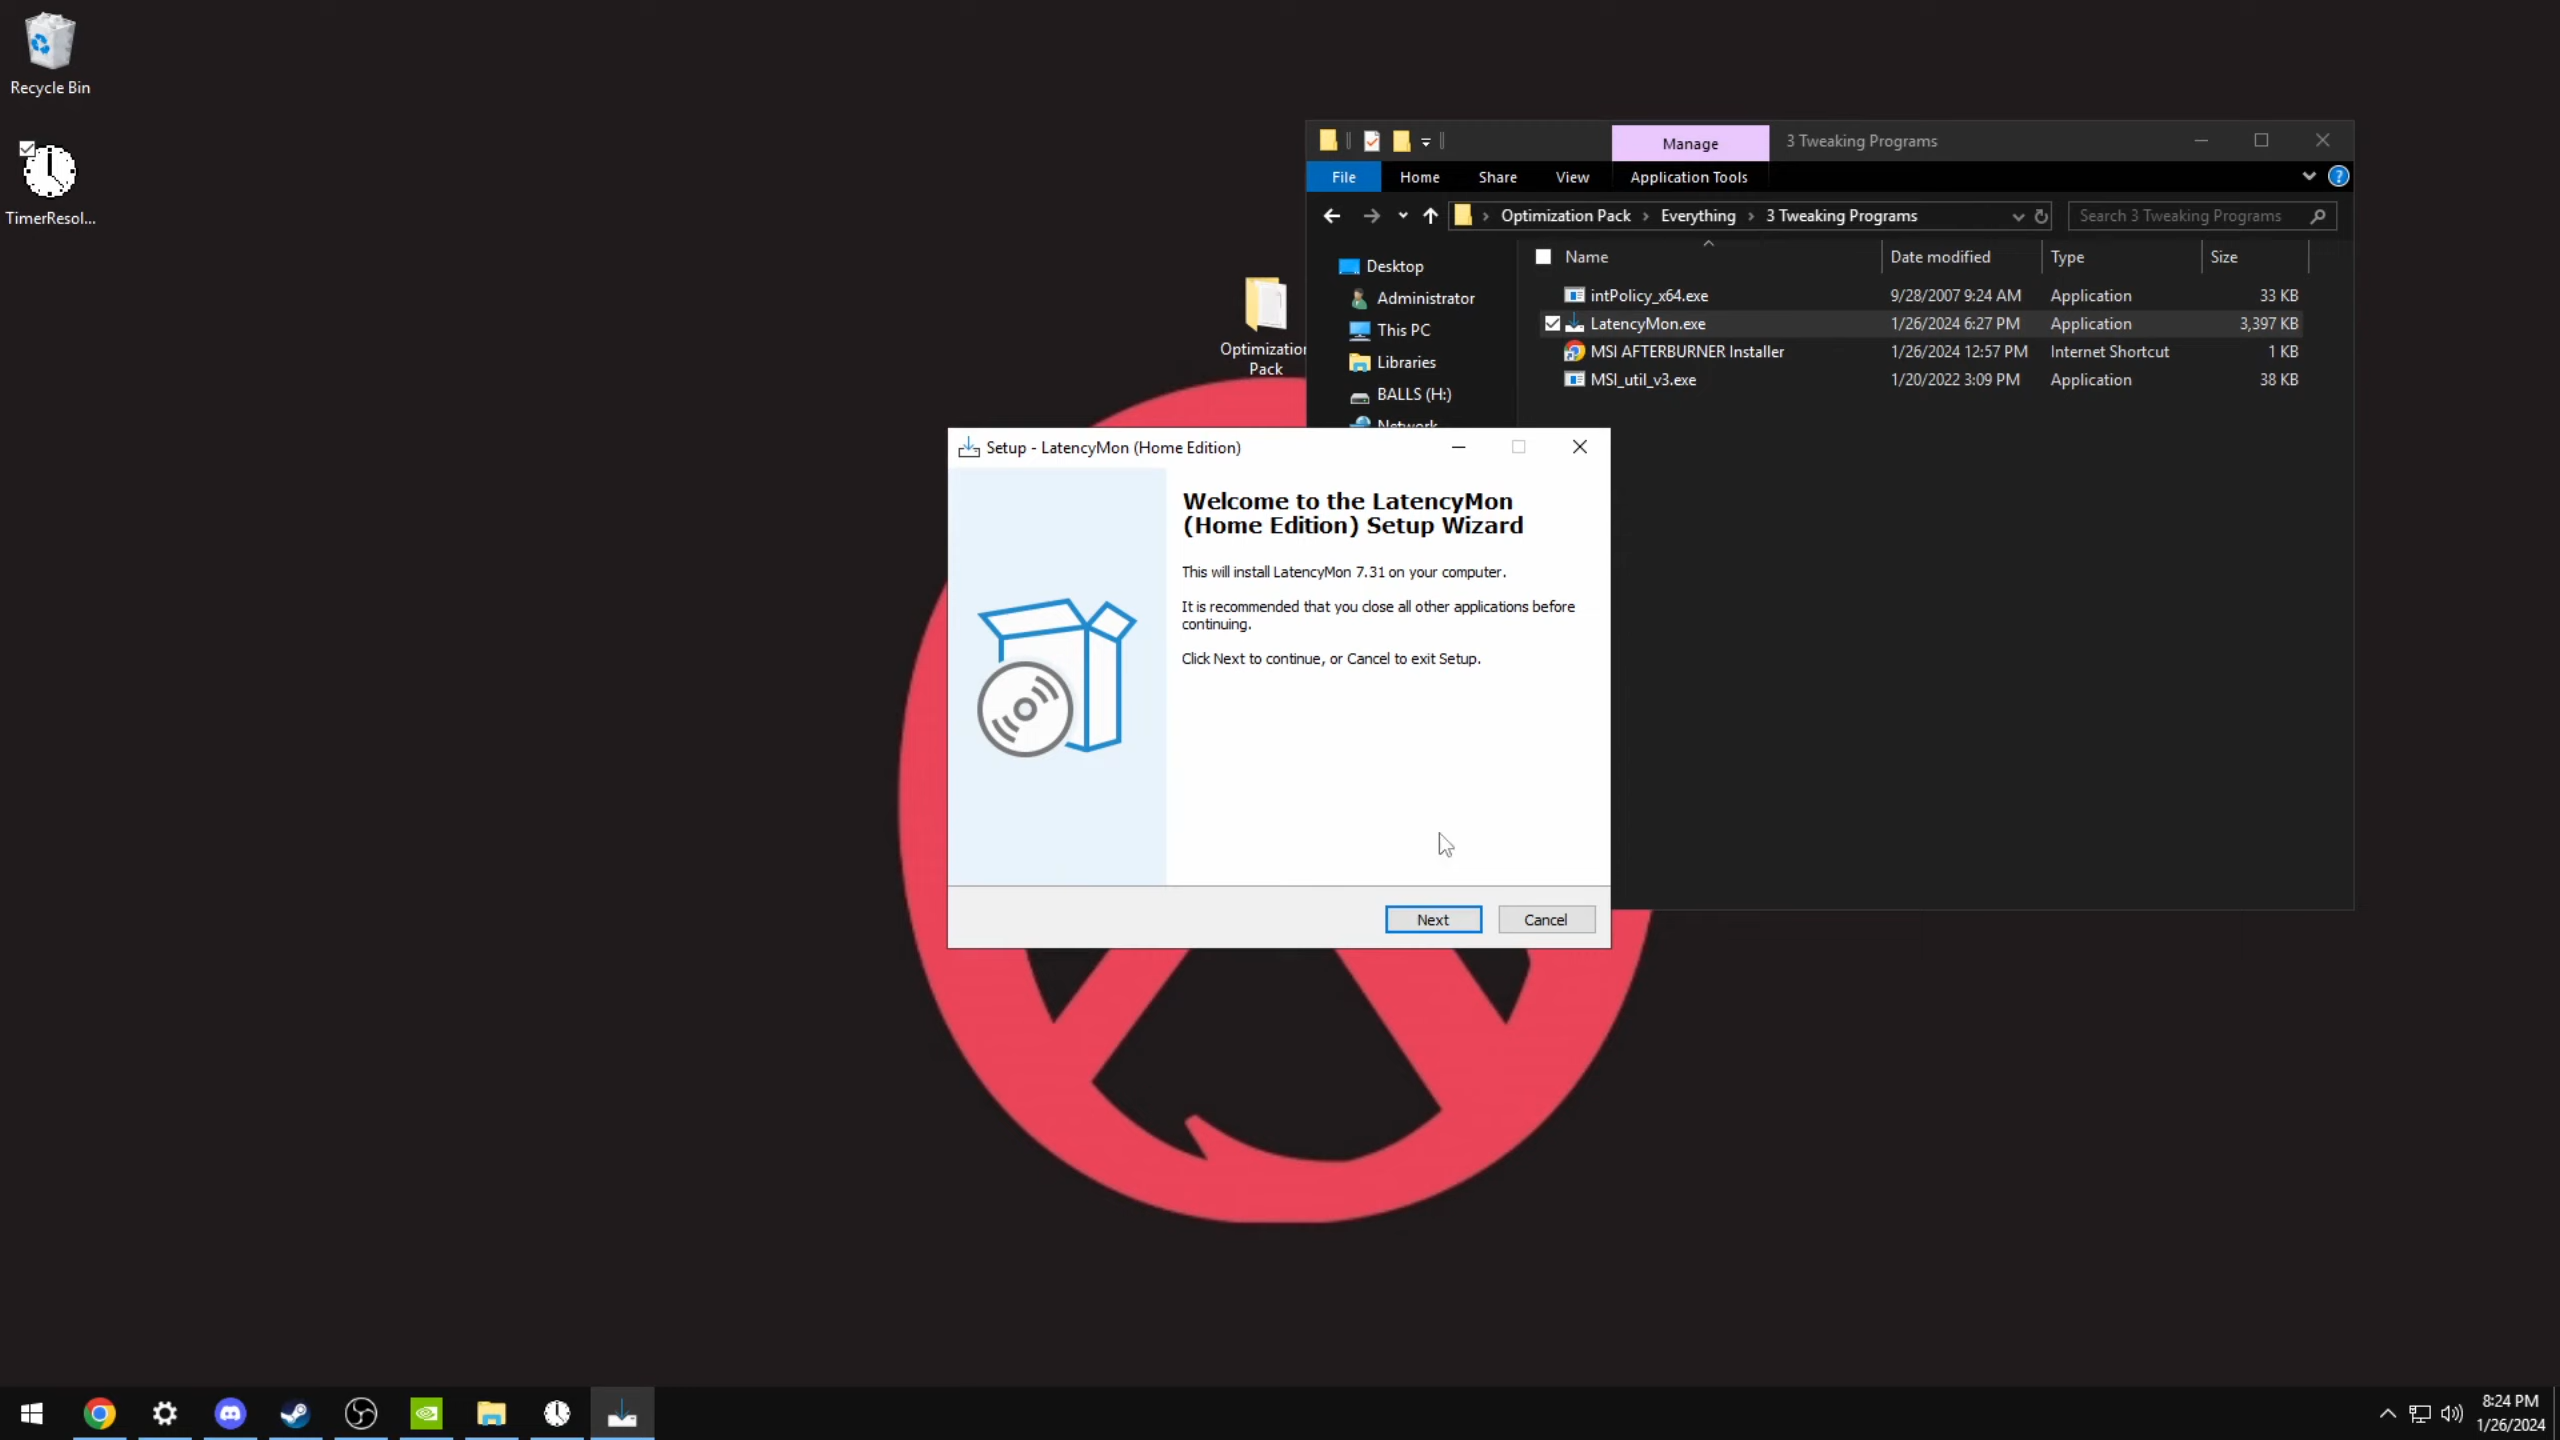 Recycle Bin
TimerResol...
Optimization
Pack
Manage
3 Tweaking Programs
File
Home
Share
View
Application Tools
Optimization Pack
Everything
3 Tweaking Programs
Search 3 Tweaking Programs
Name
Date modified
Type
Size
Desktop
Administrator
This PC
Libraries
BALLS (H:)
Network
intPolicy_x64.exe 9/28/2007 9:24 AM Application 33 KB
LatencyMon.exe 1/26/2024 6:27 PM Application 3,397 KB
MSI AFTERBURNER Installer 1/26/2024 12:57 PM Internet Shortcut 1 KB
MSI_util_v3.exe 1/20/2022 3:09 PM Application 38 KB
Setup - LatencyMon (Home Edition)
Welcome to the LatencyMon
(Home Edition) Setup Wizard
This will install LatencyMon 7.31 on your computer.
It is recommended that you close all other applications before
continuing.
Click Next to continue, or Cancel to exit Setup.
Next
Cancel
8:24 PM
1/26/2024